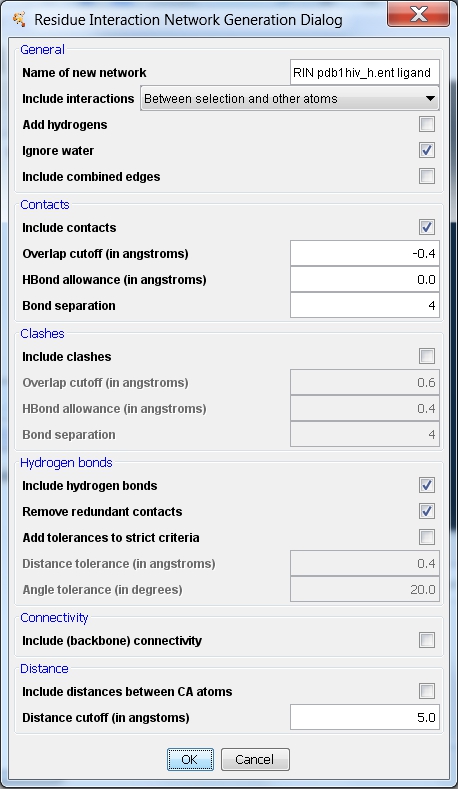 Residue Interaction Network Generation Dialog
General
Name of new network RIN pdb1hiv_h.ent ligand
Include interactions Between selection and other atoms
Add hydrogens
Ignore water
Include combined edges
Contacts
Include contacts
Overlap cutoff (in angstroms) -0.4
HBond allowance (in angstroms) 0.0
Bond separation 4
Clashes
Include clashes
Overlap cutoff (in angstroms) 0.6
HBond allowance (in angstroms) 0.4
Bond separation 4
Hydrogen bonds
Include hydrogen bonds
Remove redundant contacts
Add tolerances to strict criteria
Distance tolerance (in angstroms) 0.4
Angle tolerance (in degrees) 20.0
Connectivity
Include (backbone) connectivity
Distance
Include distances between CA atoms
Distance cutoff (in angstoms) 5.0
OK Cancel